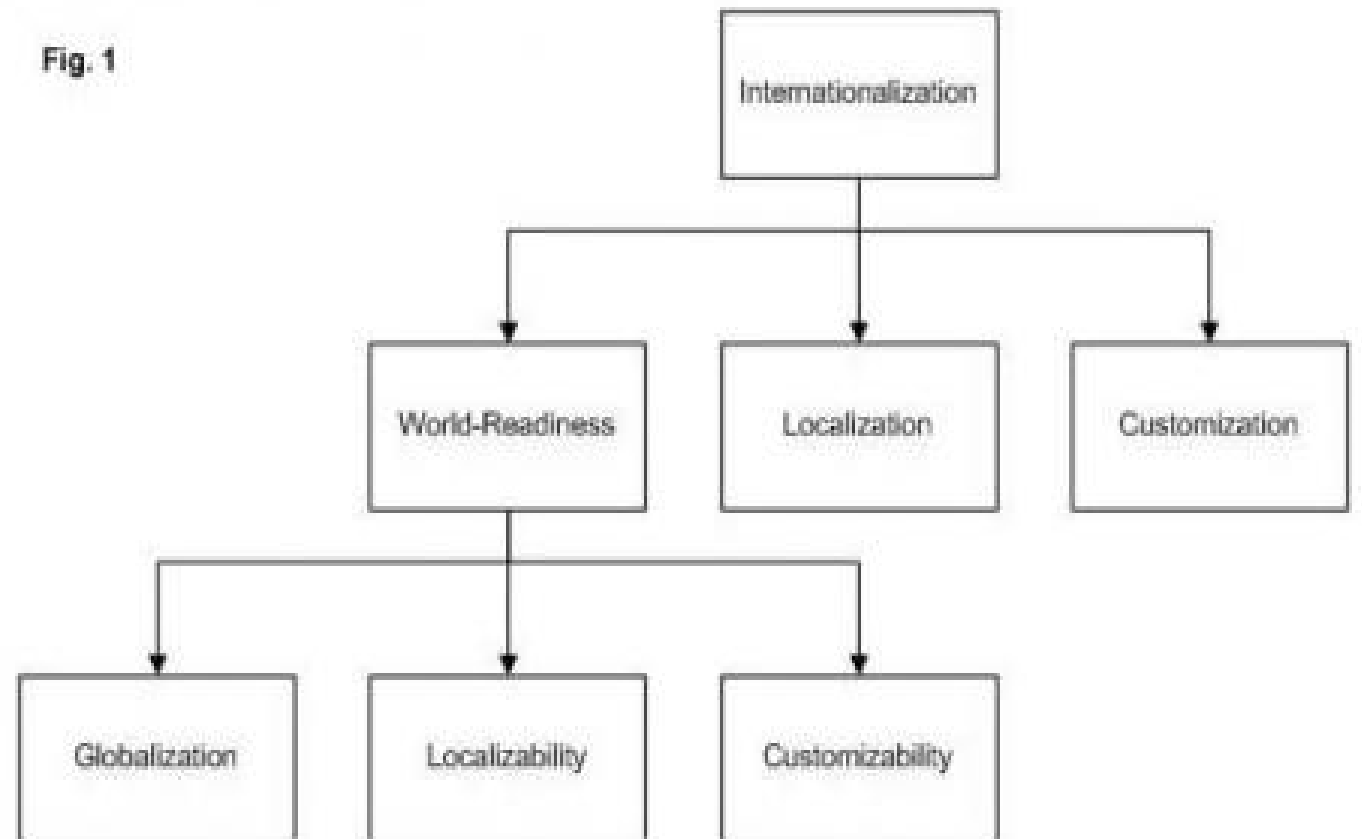 Fig. 1
Internationalization
World-Readiness
Localization
Customization
Globalization
Localizability
Customizability